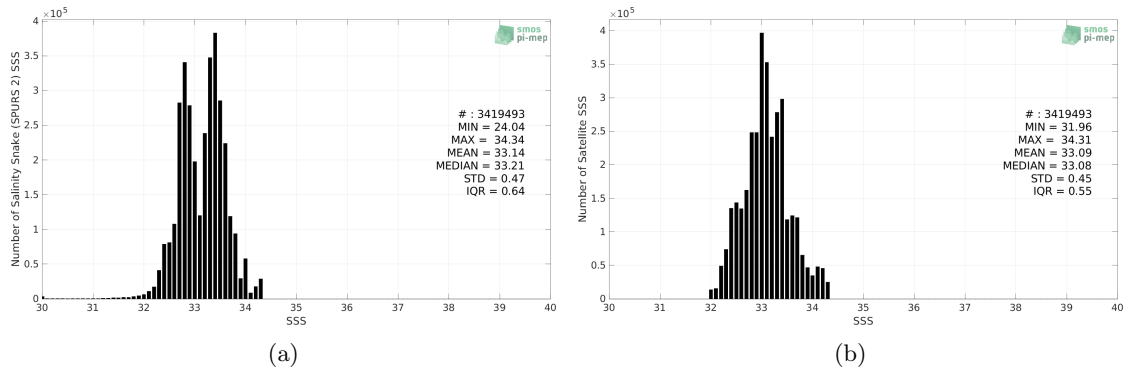 ×10^5
4
3.5
3
2.5
2
1.5
1
0.5
0
Number of Salinity Snake (SPURS 2) SSS
smos
pi-mep
# : 3419493
MIN = 24.04
MAX = 34.34
MEAN = 33.14
MEDIAN = 33.21
STD = 0.47
IQR = 0.64
30 31 32 33 34 35 36 37 38 39 40
SSS
(a)
×10^5
4
3.5
3
2.5
2
1.5
1
0.5
0
Number of Satellite SSS
smos
pi-mep
# : 3419493
MIN = 31.96
MAX = 34.31
MEAN = 33.09
MEDIAN = 33.08
STD = 0.45
IQR = 0.55
30 31 32 33 34 35 36 37 38 39 40
SSS
(b)